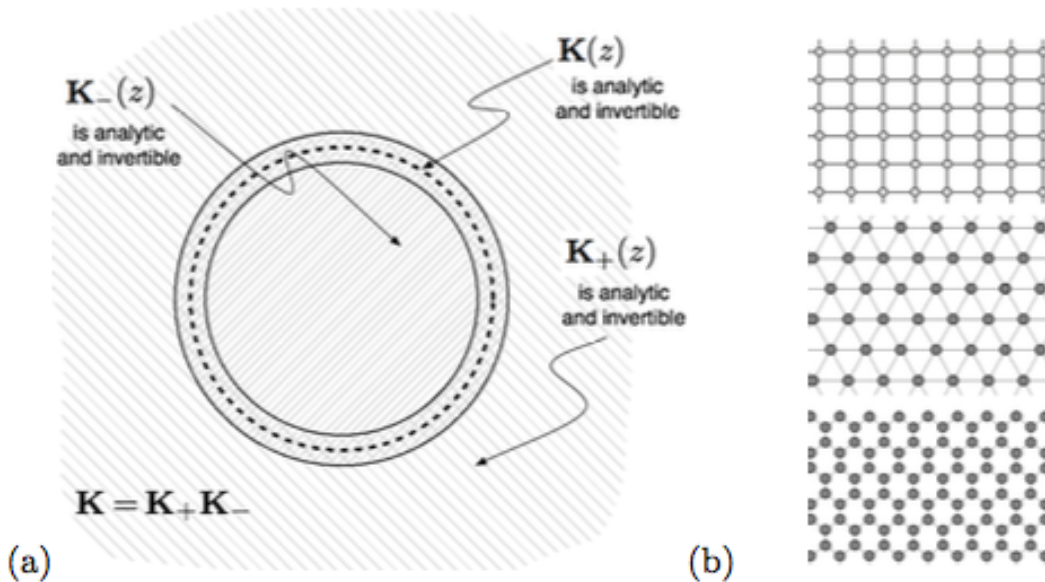 K₋(z)
is analytic
and invertible
K(z)
is analytic
and invertible
K₊(z)
is analytic
and invertible
K = K₊K₋
(a)
(b)